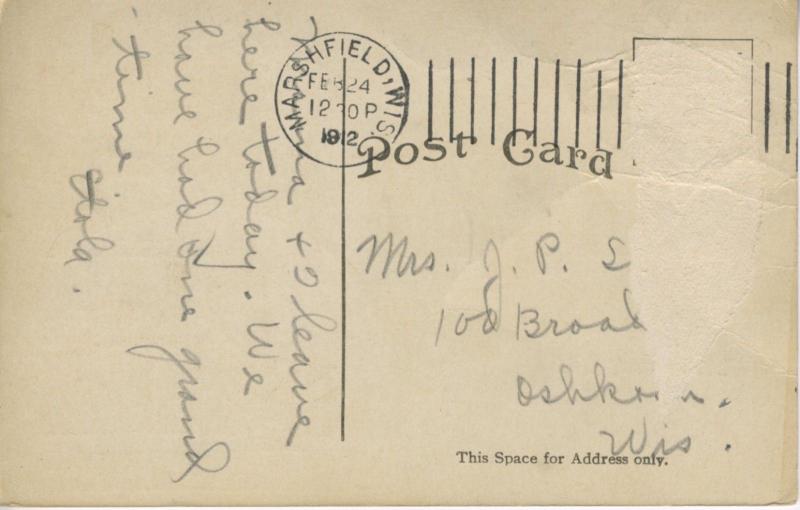 MARSHFIELD, WIS.
FEB 24
12 30 P
1912
Post Card
& I leave
here today. We
have had one grand
time
Mrs. J. P.
108 Broad
Wis.
This Space for Address only.